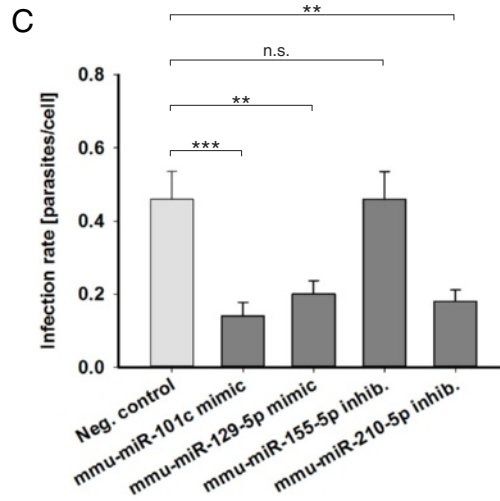 C
**
n.s.
**
***
Infection rate [parasites/cell]
0.8
0.6
0.4
0.2
0.0
Neg. control
mmu-miR-101c mimic
mmu-miR-129-5p mimic
mmu-miR-155-5p inhib.
mmu-miR-210-5p inhib.